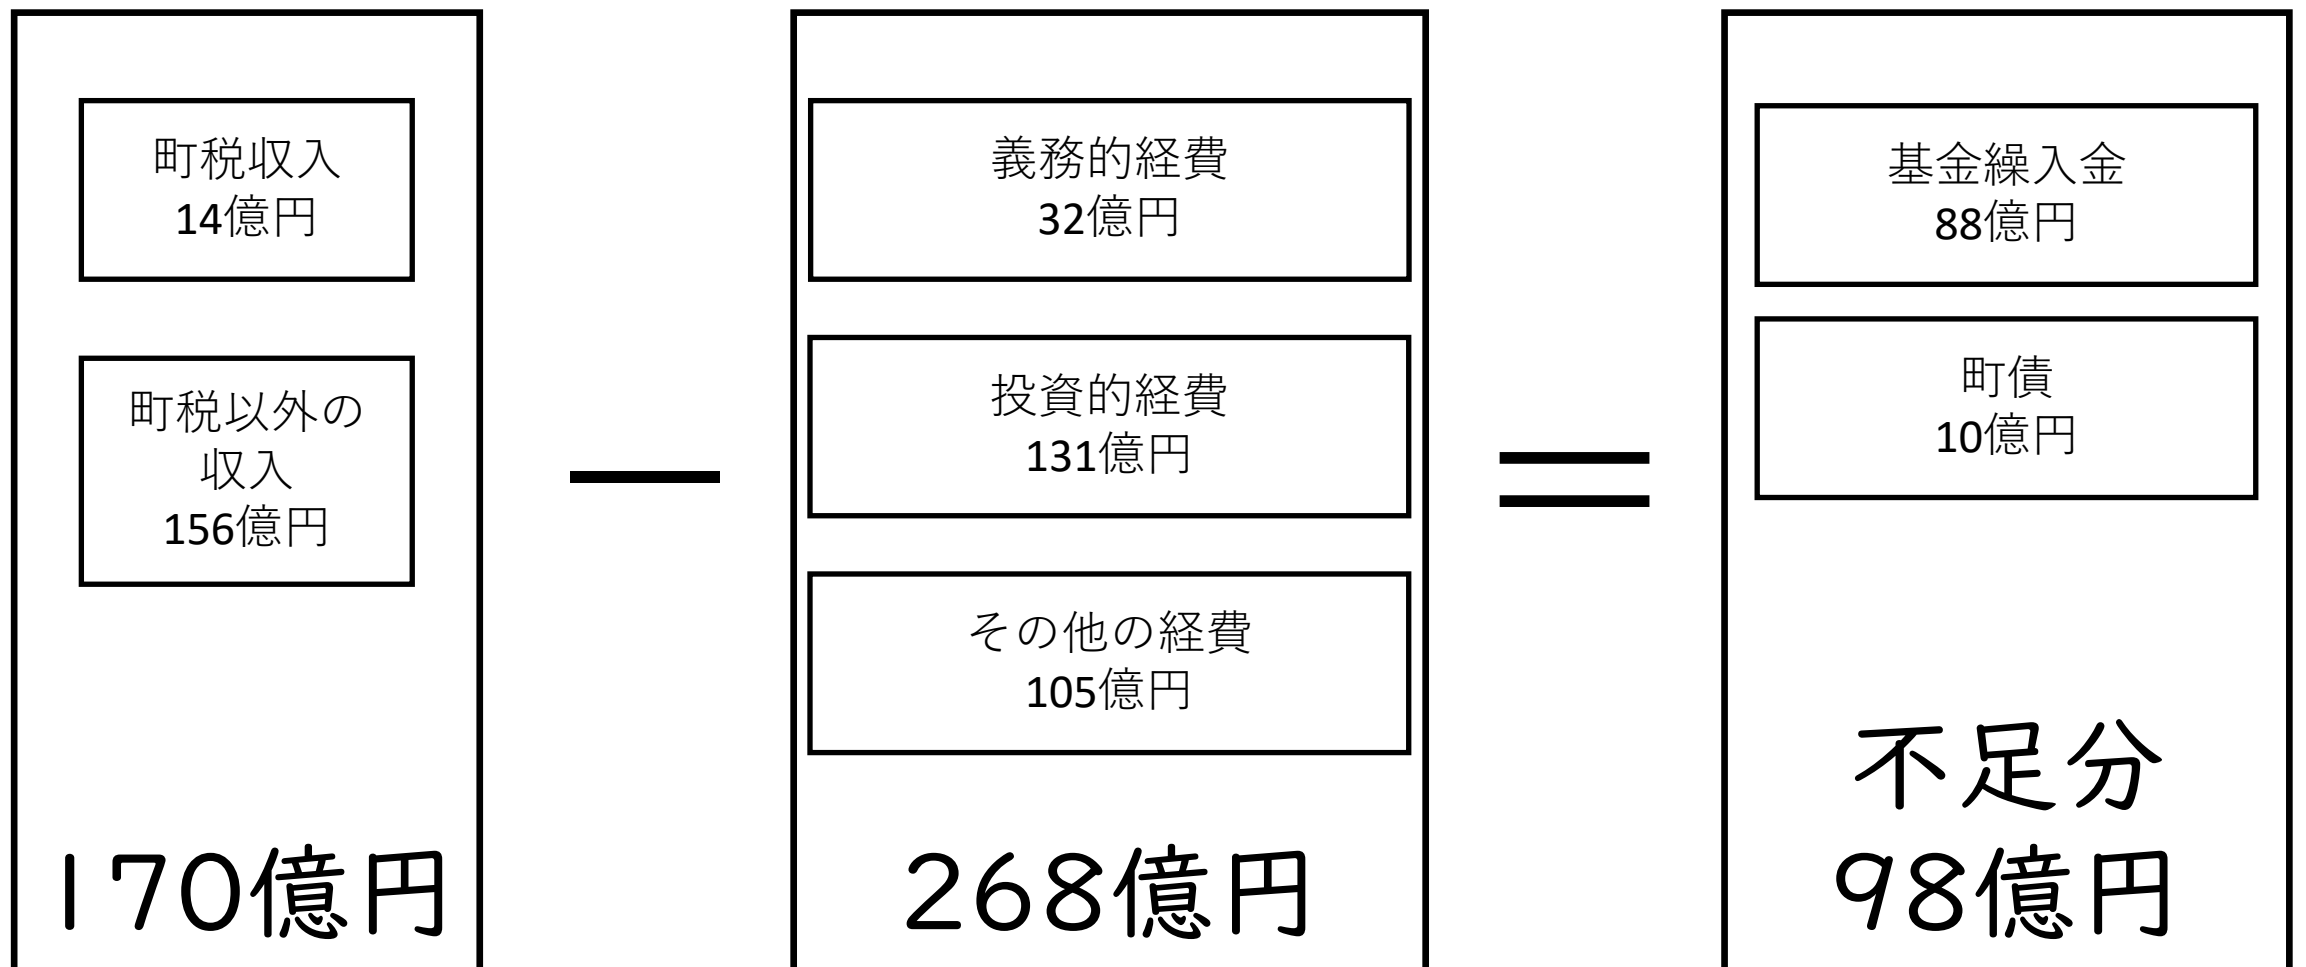 町税収入
14億円
町税以外の
収入
156億円
170億円
義務的経費
32億円
投資的経費
131億円
その他の経費
105億円
268億円
基金繰入金
88億円
町債
10億円
不足分
98億円